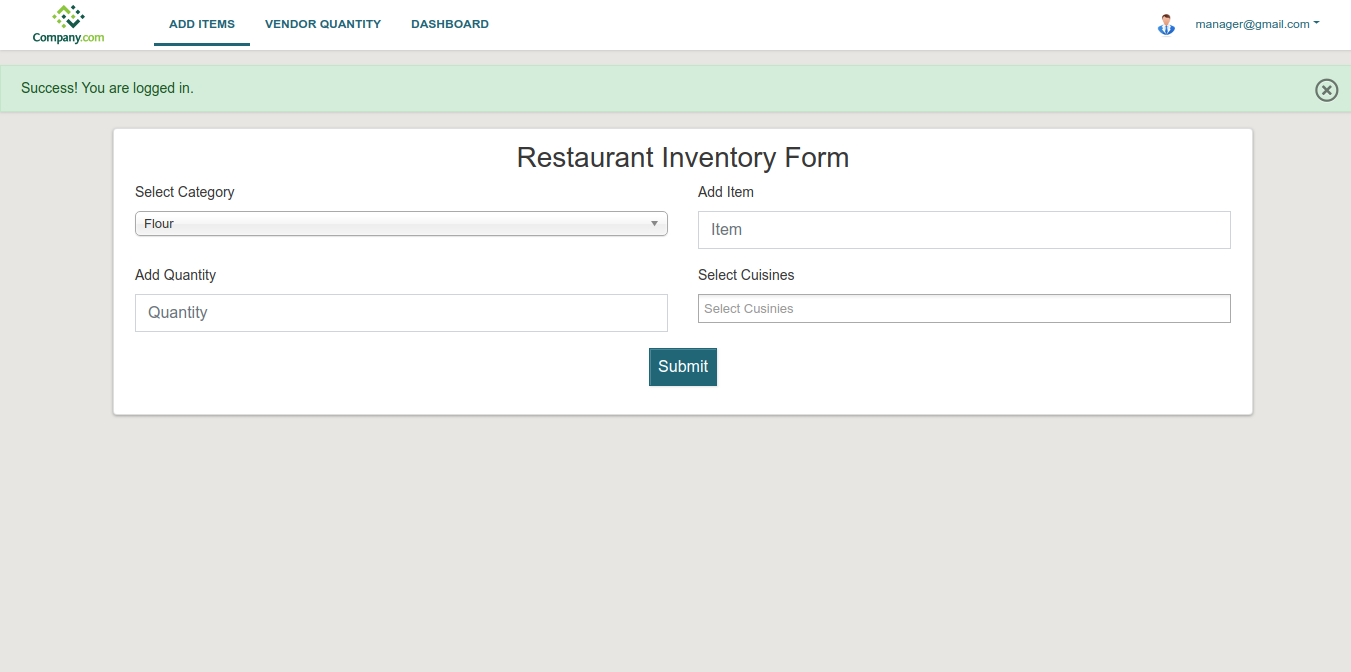 Company.com
ADD ITEMS VENDOR QUANTITY DASHBOARD manager@gmail.com
Success! You are logged in.
Restaurant Inventory Form
Select Category Add Item
Flour Item
Add Quantity Select Cuisines
Quantity Select Cusinies
Submit